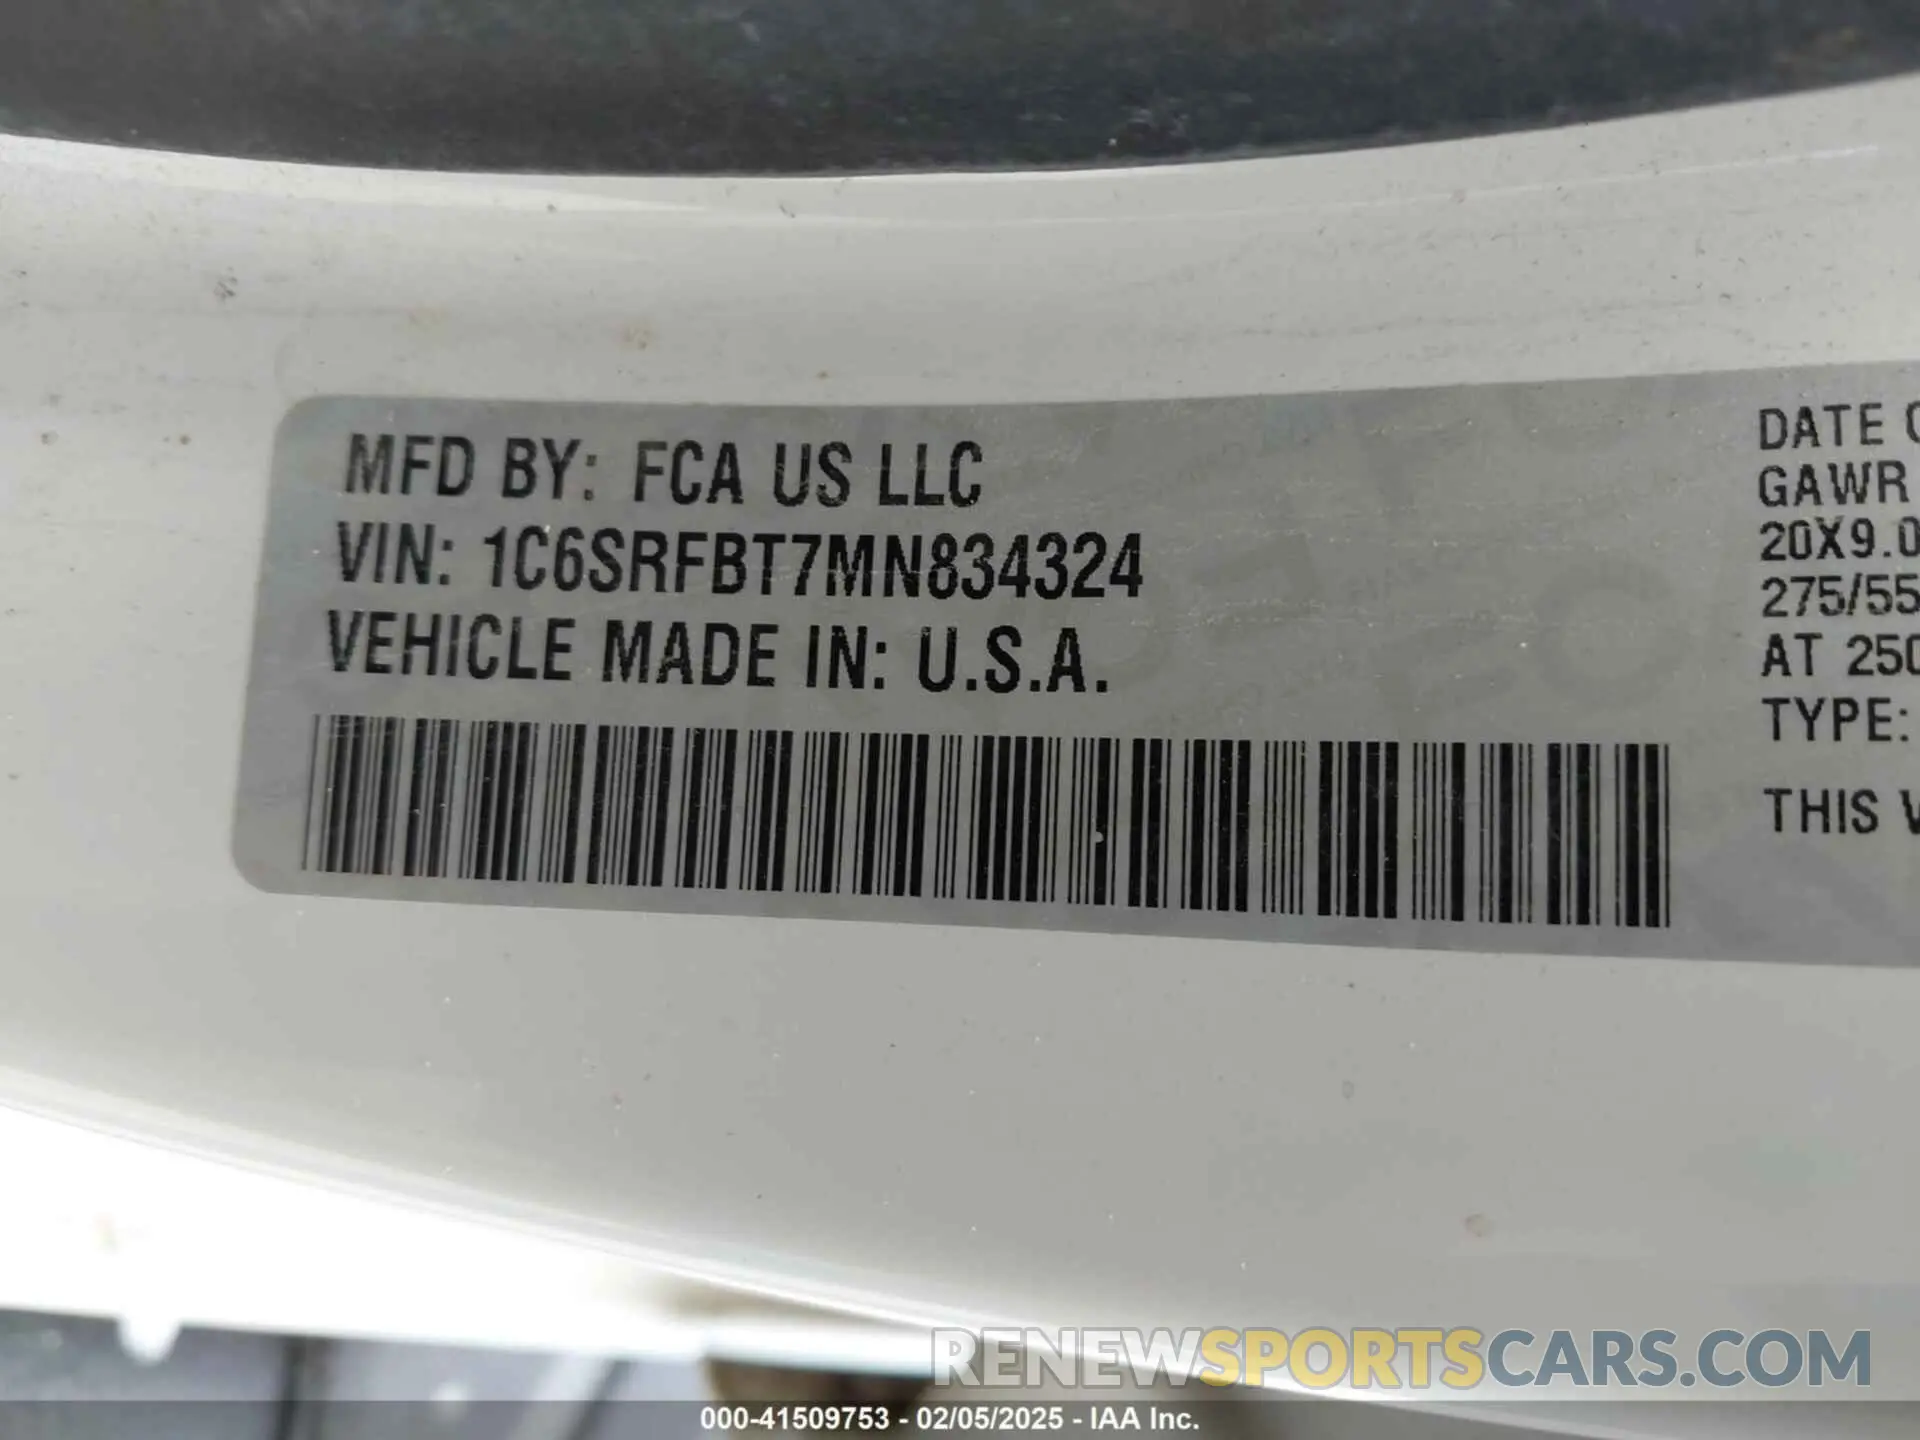 MFD BY: FCA US LLC
VIN: 1C6SRFBT7MN834324
VEHICLE MADE IN: U.S.A.
DATE
GAWR
20X9.0
275/55
AT 250
TYPE:
THIS
RENEWSPORTSCARS.COM
000-41509753 - 02/05/2025 - IAA Inc.